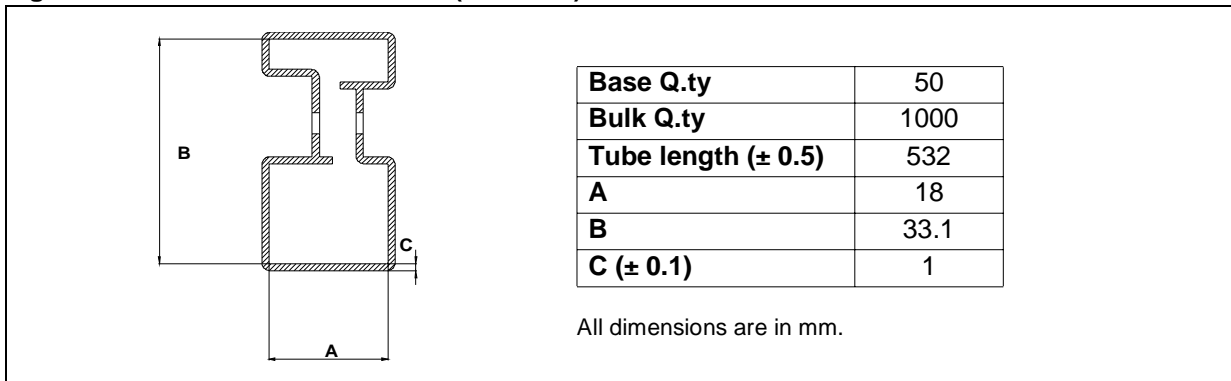 B
C
A
Base Q.ty 50
Bulk Q.ty 1000
Tube length (± 0.5) 532
A 18
B 33.1
C (± 0.1) 1
All dimensions are in mm.